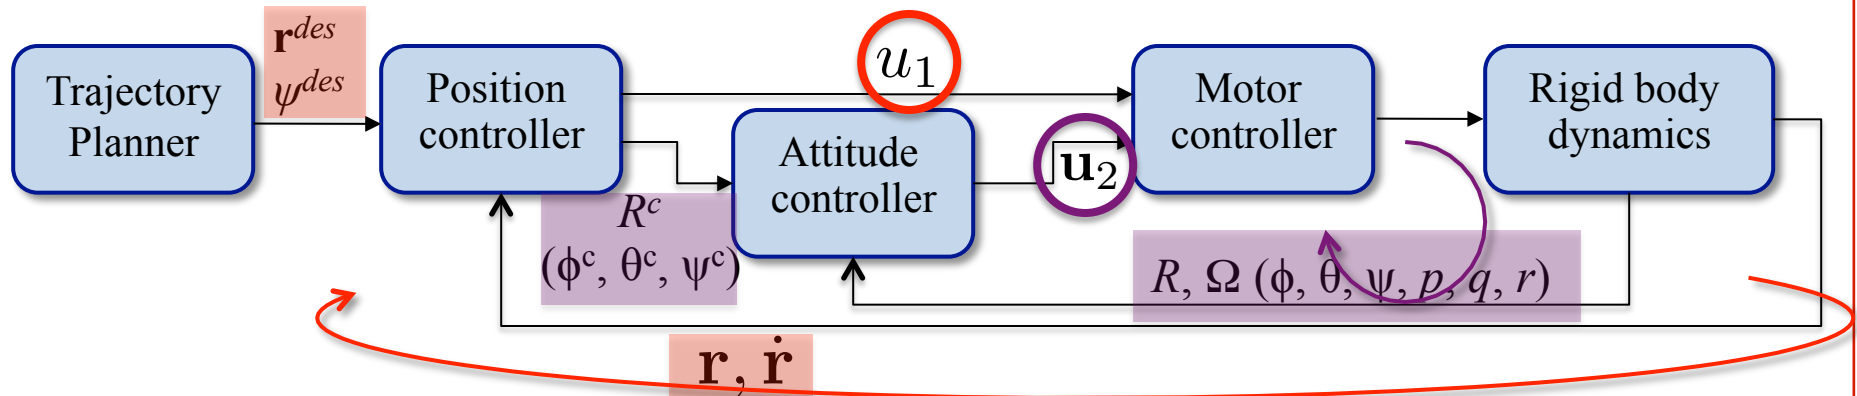 r^des
ψ^des
Trajectory
Planner
Position
controller
u₁
Attitude
controller
u₂
Motor
controller
Rigid body
dynamics
R^c
(ϕ^c, θ^c, ψ^c)
R, Ω (ϕ, θ, ψ, p, q, r)
r, ṙ